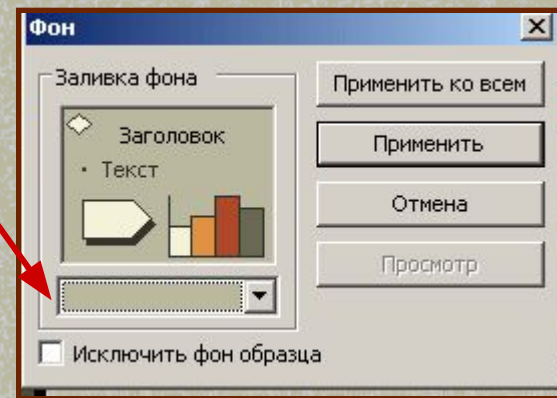 Фон
Заливка фона
Заголовок
• Текст
Применить ко всем
Применить
Отмена
Просмотр
Исключить фон образца